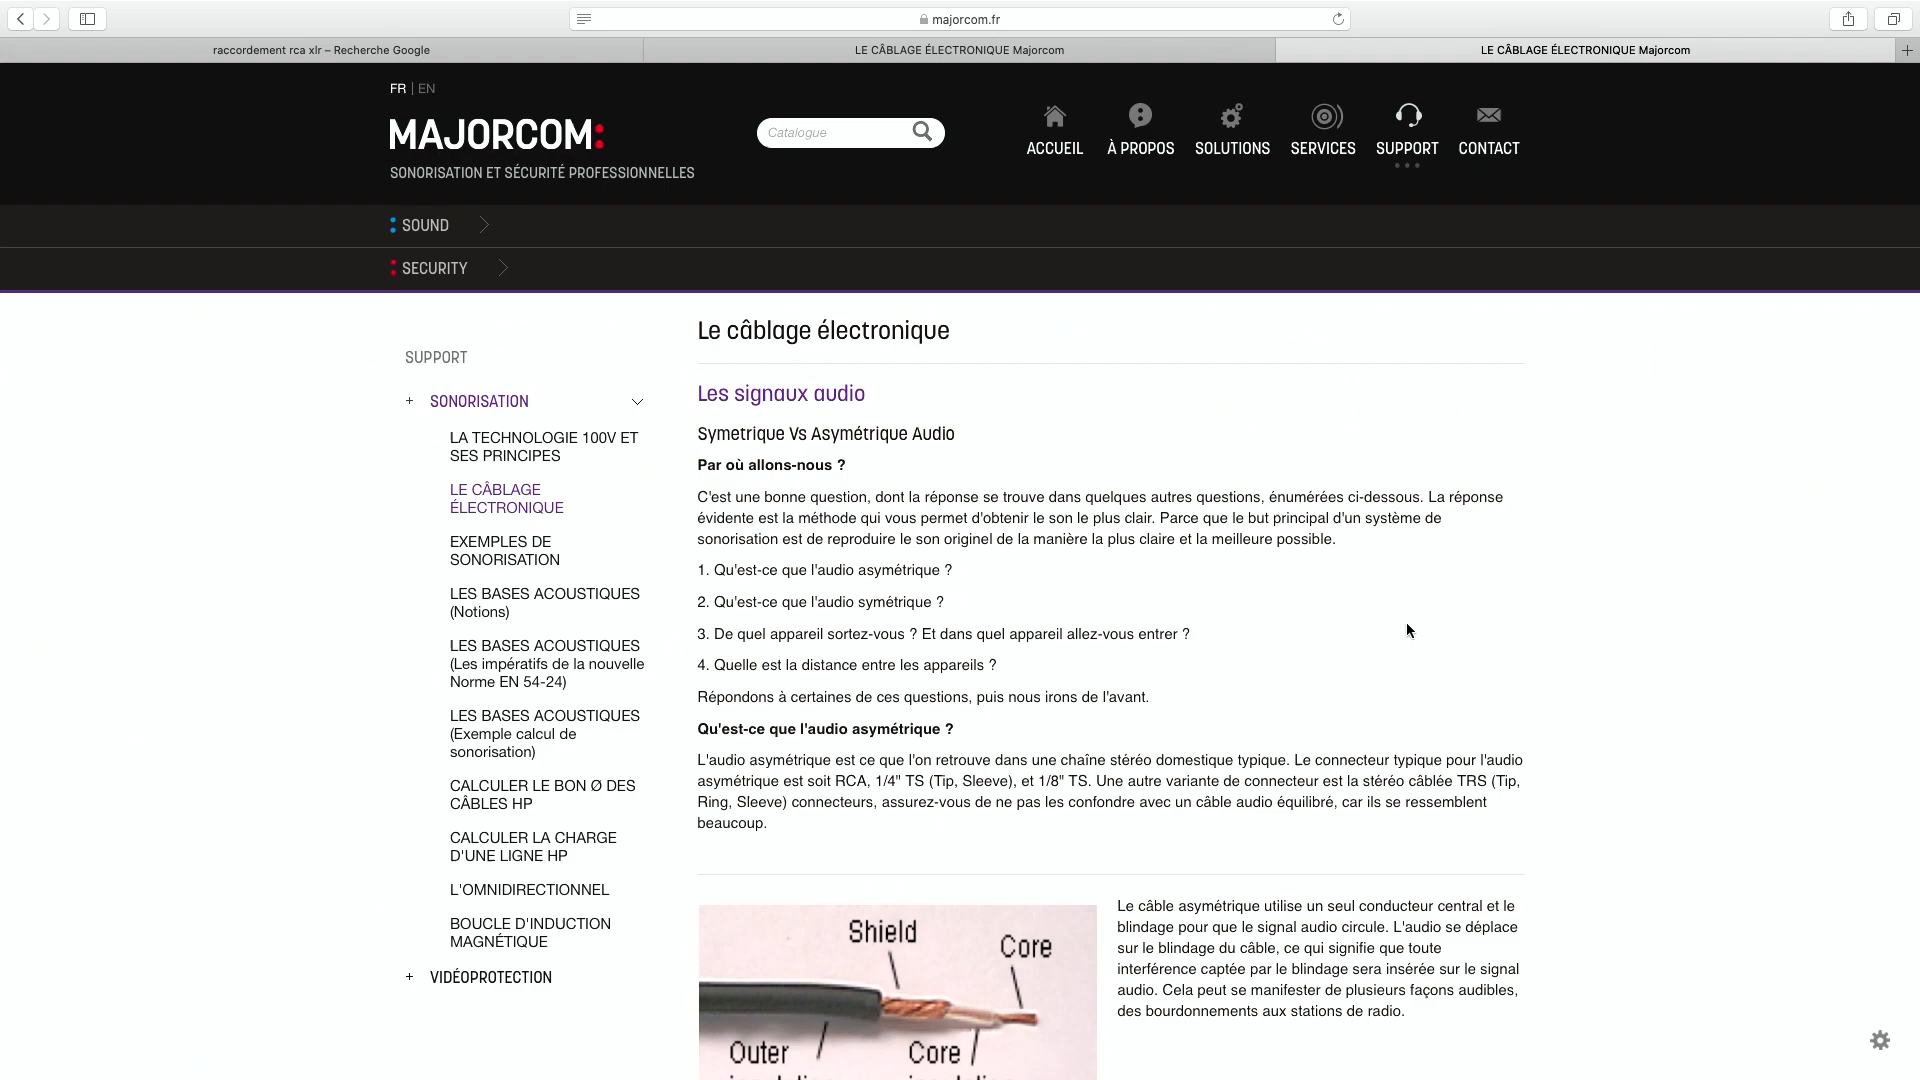 majorcom.fr
raccordement rca xlr – Recherche Google
LE CÂBLAGE ÉLECTRONIQUE Majorcom
LE CÂBLAGE ÉLECTRONIQUE Majorcom
FR | EN
MAJORCOM:
SONORISATION ET SÉCURITÉ PROFESSIONNELLES
Catalogue
ACCUEIL
À PROPOS
SOLUTIONS
SERVICES
SUPPORT
CONTACT
SOUND
SECURITY
SUPPORT
+ SONORISATION
LA TECHNOLOGIE 100V ET
SES PRINCIPES
LE CÂBLAGE
ÉLECTRONIQUE
EXEMPLES DE
SONORISATION
LES BASES ACOUSTIQUES
(Notions)
LES BASES ACOUSTIQUES
(Les impératifs de la nouvelle
Norme EN 54-24)
LES BASES ACOUSTIQUES
(Exemple calcul de
sonorisation)
CALCULER LE BON Ø DES
CÂBLES HP
CALCULER LA CHARGE
D'UNE LIGNE HP
L'OMNIDIRECTIONNEL
BOUCLE D'INDUCTION
MAGNÉTIQUE
+ VIDÉOPROTECTION
Le câblage électronique
Les signaux audio
Symetrique Vs Asymétrique Audio
Par où allons-nous ?
C'est une bonne question, dont la réponse se trouve dans quelques autres questions, énumérées ci-dessous. La réponse
évidente est la méthode qui vous permet d'obtenir le son le plus clair. Parce que le but principal d'un système de
sonorisation est de reproduire le son originel de la manière la plus claire et la meilleure possible.
1. Qu'est-ce que l'audio asymétrique ?
2. Qu'est-ce que l'audio symétrique ?
3. De quel appareil sortez-vous ? Et dans quel appareil allez-vous entrer ?
4. Quelle est la distance entre les appareils ?
Répondons à certaines de ces questions, puis nous irons de l'avant.
Qu'est-ce que l'audio asymétrique ?
L'audio asymétrique est ce que l'on retrouve dans une chaîne stéréo domestique typique. Le connecteur typique pour l'audio
asymétrique est soit RCA, 1/4" TS (Tip, Sleeve), et 1/8" TS. Une autre variante de connecteur est la stéréo câblée TRS (Tip,
Ring, Sleeve) connecteurs, assurez-vous de ne pas les confondre avec un câble audio équilibré, car ils se ressemblent
beaucoup.
Shield
Core
Outer
Core
Le câble asymétrique utilise un seul conducteur central et le
blindage pour que le signal audio circule. L'audio se déplace
sur le blindage du câble, ce qui signifie que toute
interférence captée par le blindage sera insérée sur le signal
audio. Cela peut se manifester de plusieurs façons audibles,
des bourdonnements aux stations de radio.